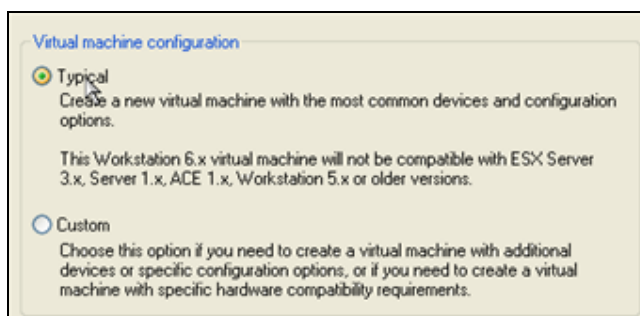 Virtual machine configuration
Typical
Create a new virtual machine with the most common devices and configuration
options.
This Workstation 6.x virtual machine will not be compatible with ESX Server
3.x, Server 1.x, ACE 1.x, Workstation 5.x or older versions.
Custom
Choose this option if you need to create a virtual machine with additional
devices or specific configuration options, or if you need to create a virtual
machine with specific hardware compatibility requirements.